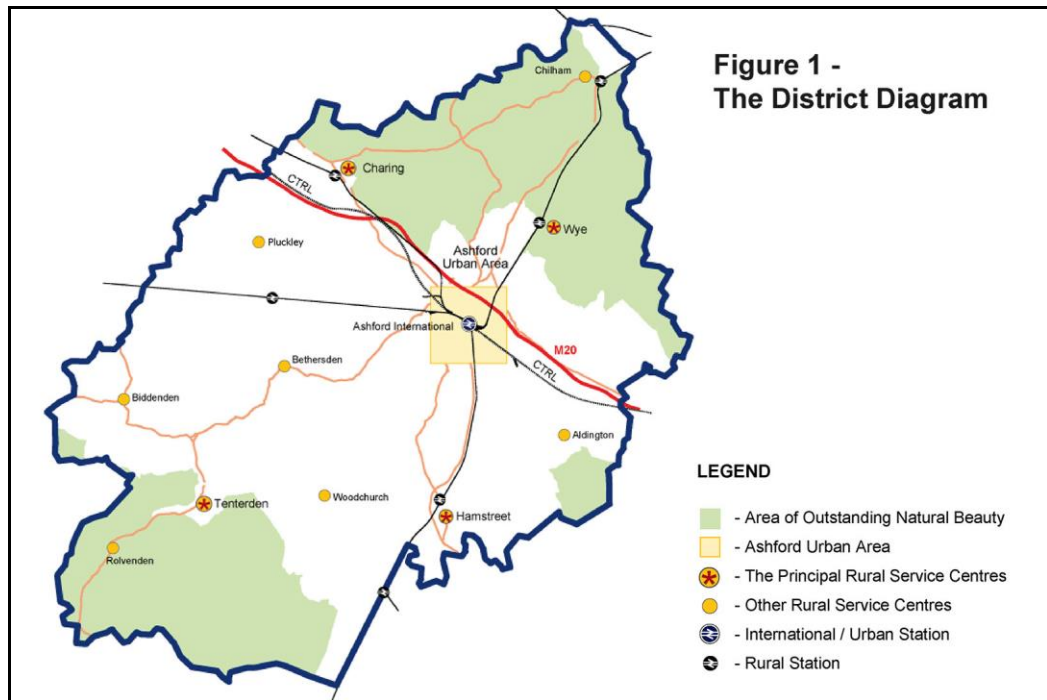 Figure 1 -
The District Diagram
Chilham
Charing
CTRL
Wye
Pluckley
Ashford
Urban Area
Ashford International
M20
Bethersden
CTRL
Biddenden
Aldington
Woodchurch
Tenterden
Hamstreet
Rolvenden
LEGEND
- Area of Outstanding Natural Beauty
- Ashford Urban Area
- The Principal Rural Service Centres
- Other Rural Service Centres
- International / Urban Station
- Rural Station